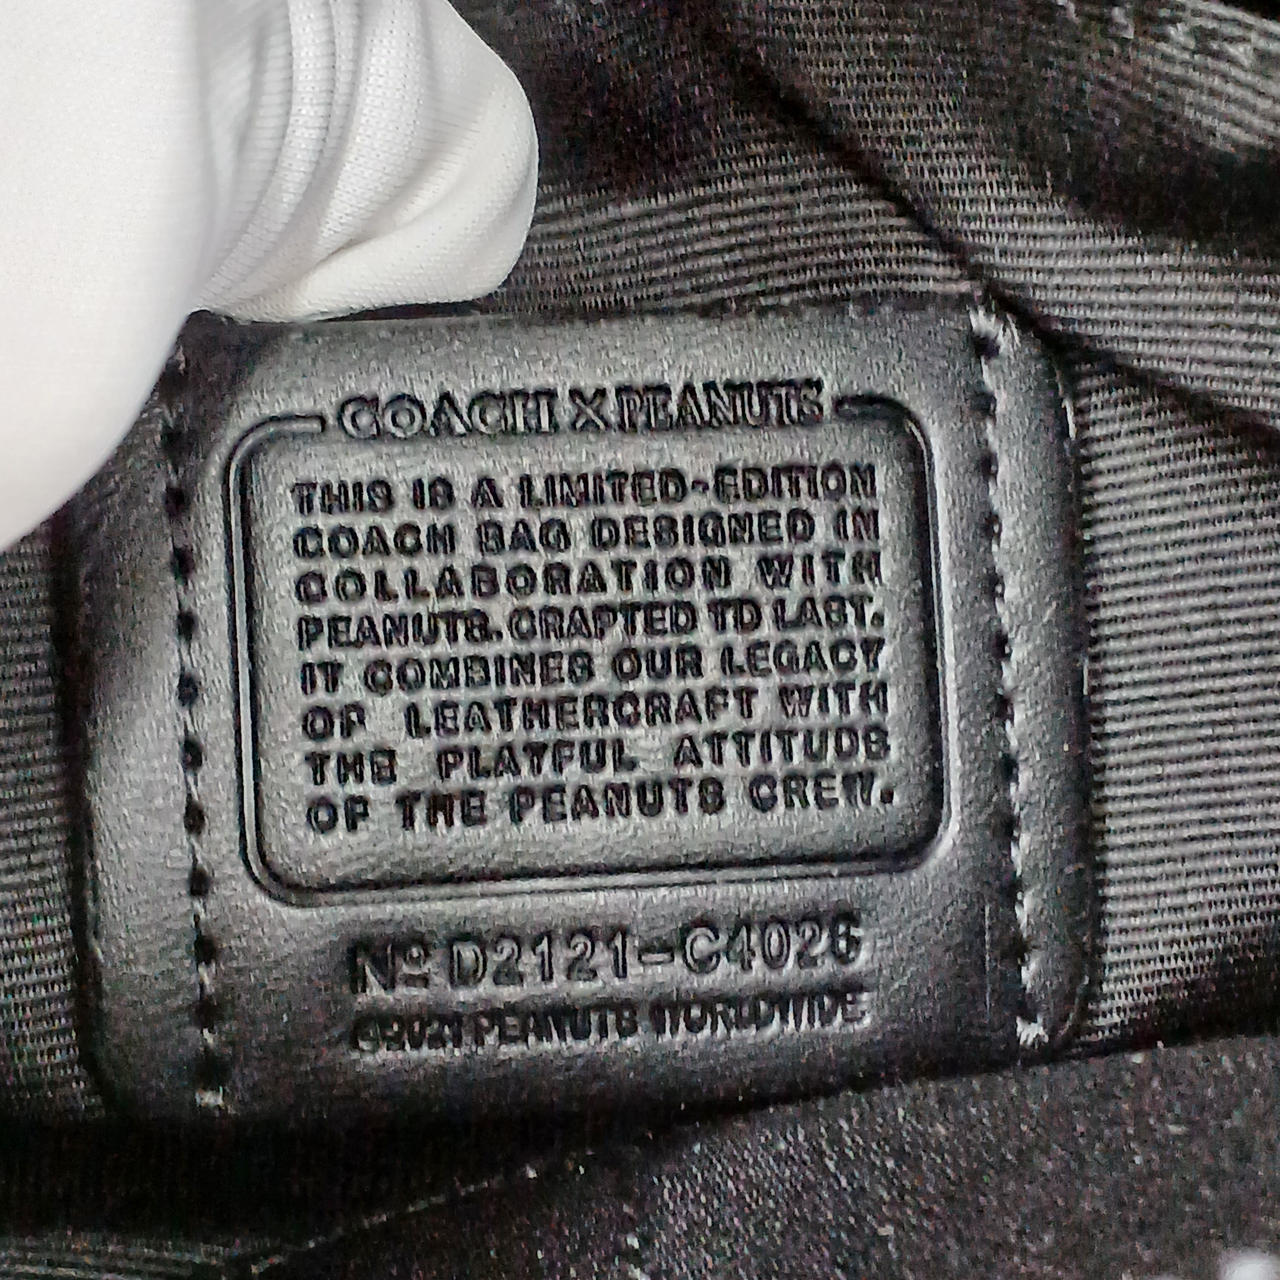 COACH X PEANUTS
THIS IS A LIMITED-EDITION
COACH BAG DESIGNED IN
COLLABORATION WITH
PEANUTS. CRAFTED TO LAST.
IT COMBINES OUR LEGACY
OF LEATHERCRAFT WITH
THE PLAYFUL ATTITUDE
OF THE PEANUTS CREW.
Nº D2121-C4026
©2021 PEANUTS WORLDWIDE